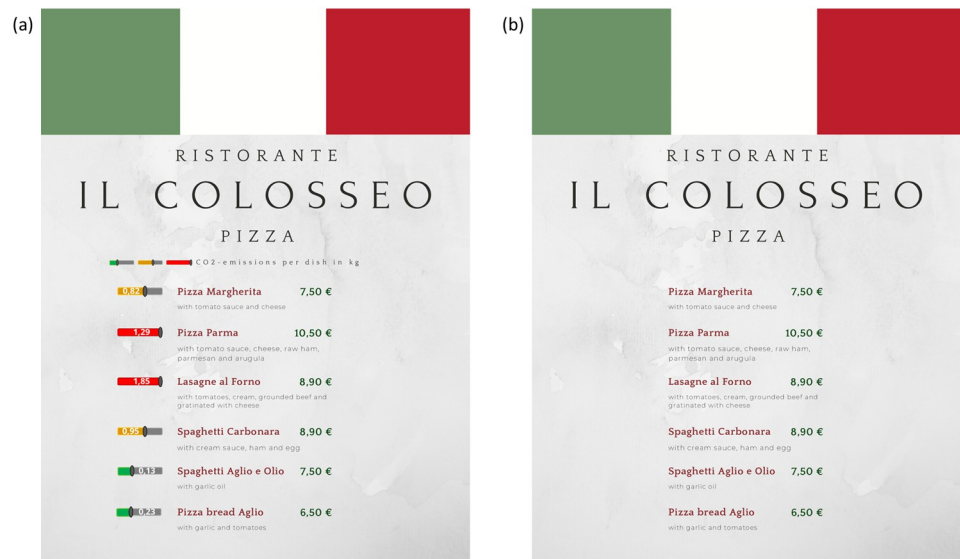 (a)
RISTORANTE
IL COLOSSEO
PIZZA
CO2-emissions per dish in kg
0,82 Pizza Margherita 7,50 €
with tomato sauce and cheese
1,29 Pizza Parma 10,50 €
with tomato sauce, cheese, raw ham,
parmesan and arugula
1,85 Lasagne al Forno 8,90 €
with tomatoes, cream, grounded beef and
gratinated with cheese
0,95 Spaghetti Carbonara 8,90 €
with cream sauce, ham and egg
0,13 Spaghetti Aglio e Olio 7,50 €
with garlic oil
0,23 Pizza bread Aglio 6,50 €
with garlic and tomatoes
(b)
RISTORANTE
IL COLOSSEO
PIZZA
Pizza Margherita 7,50 €
with tomato sauce and cheese
Pizza Parma 10,50 €
with tomato sauce, cheese, raw ham,
parmesan and arugula
Lasagne al Forno 8,90 €
with tomatoes, cream, grounded beef and
gratinated with cheese
Spaghetti Carbonara 8,90 €
with cream sauce, ham and egg
Spaghetti Aglio e Olio 7,50 €
with garlic oil
Pizza bread Aglio 6,50 €
with garlic and tomatoes